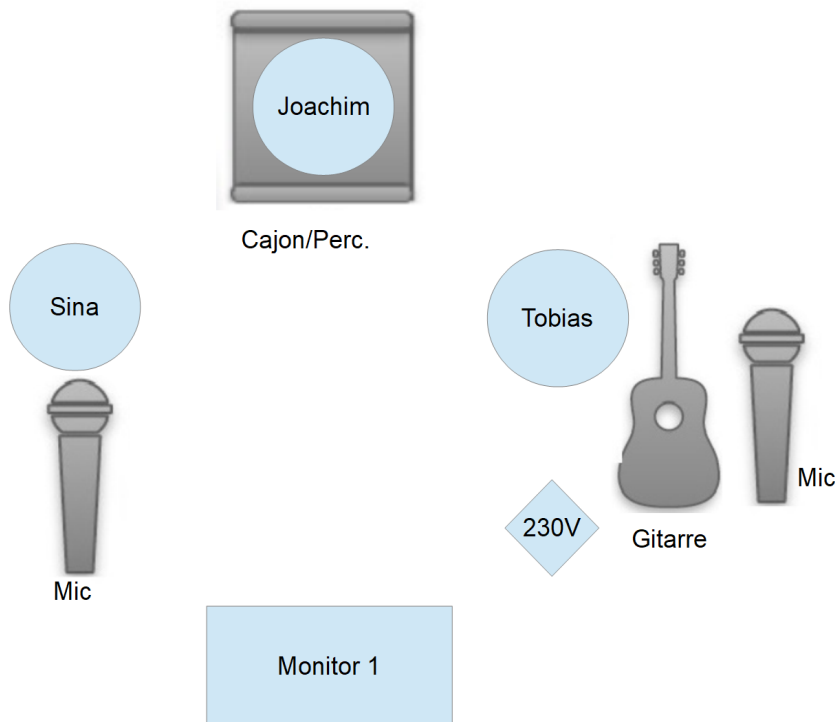 Joachim
Cajon/Perc.
Sina
Tobias
Mic
230V
Gitarre
Mic
Monitor 1